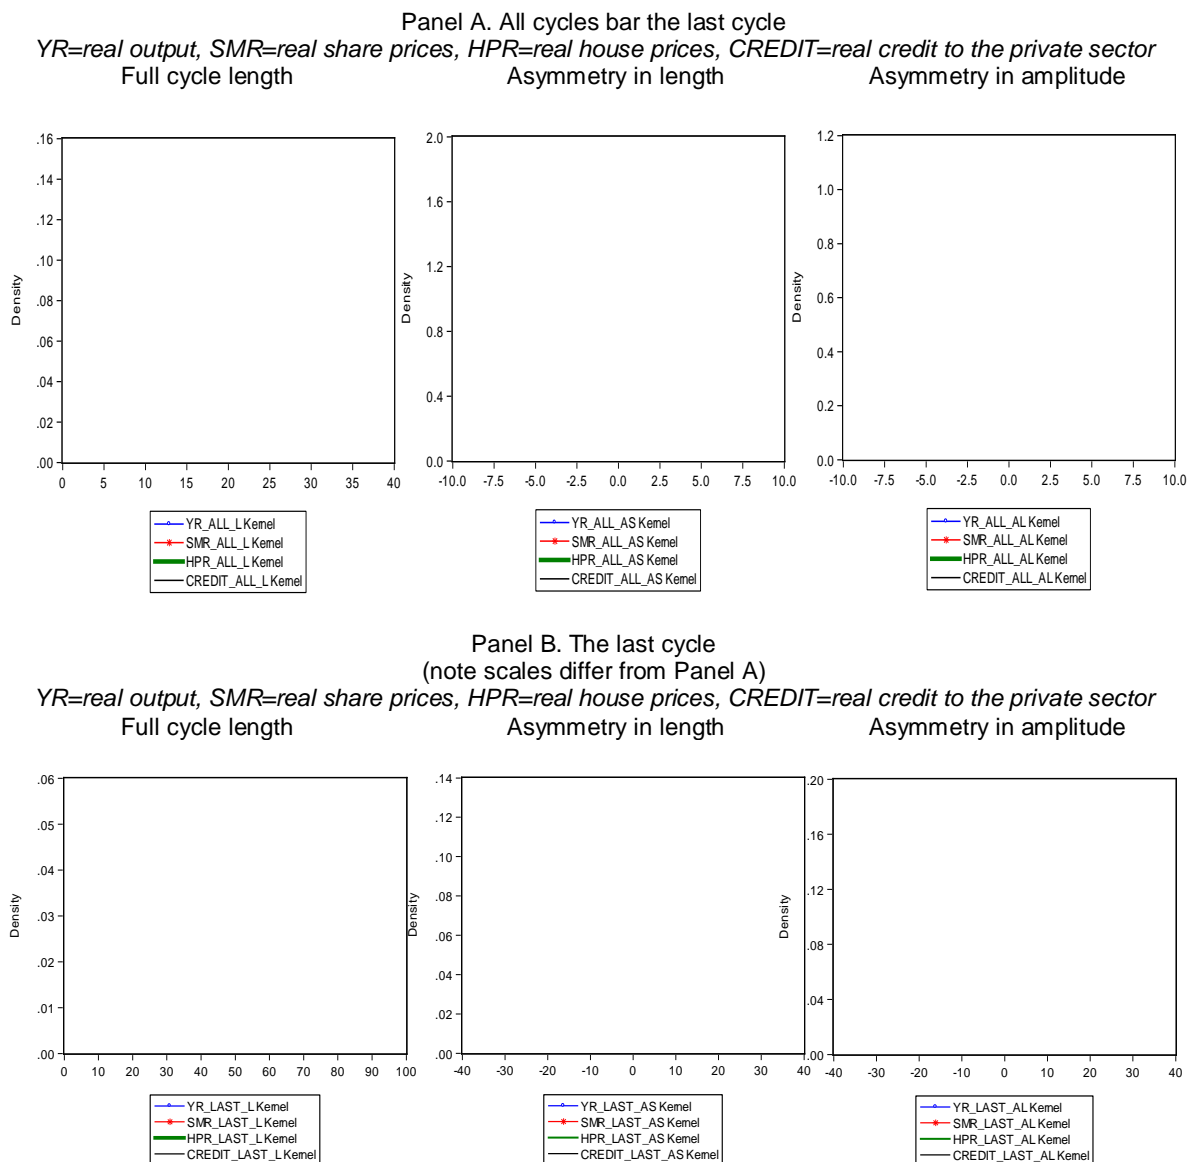 Panel A. All cycles bar the last cycle
YR=real output, SMR=real share prices, HPR=real house prices, CREDIT=real credit to the private sector
Full cycle length
Asymmetry in length
Asymmetry in amplitude
.16
.14
.12
.10
.08
.06
.04
.02
.00
Density
0 5 10 15 20 25 30 35 40
YR_ALL_L Kernel
SMR_ALL_L Kernel
HPR_ALL_L Kernel
CREDIT_ALL_L Kernel
2.0
1.6
1.2
0.8
0.4
0.0
Density
-10.0 -7.5 -5.0 -2.5 0.0 2.5 5.0 7.5 10.0
YR_ALL_AS Kernel
SMR_ALL_AS Kernel
HPR_ALL_AS Kernel
CREDIT_ALL_AS Kernel
1.2
1.0
0.8
0.6
0.4
0.2
0.0
Density
-10.0 -7.5 -5.0 -2.5 0.0 2.5 5.0 7.5 10.0
YR_ALL_AL Kernel
SMR_ALL_AL Kernel
HPR_ALL_AL Kernel
CREDIT_ALL_AL Kernel
Panel B. The last cycle
(note scales differ from Panel A)
YR=real output, SMR=real share prices, HPR=real house prices, CREDIT=real credit to the private sector
Full cycle length
Asymmetry in length
Asymmetry in amplitude
.06
.05
.04
.03
.02
.01
.00
Density
0 10 20 30 40 50 60 70 80 90 100
YR_LAST_L Kernel
SMR_LAST_L Kernel
HPR_LAST_L Kernel
CREDIT_LAST_L Kernel
.14
.12
.10
.08
.06
.04
.02
.00
Density
-40 -30 -20 -10 0 10 20 30 40
YR_LAST_AS Kernel
SMR_LAST_AS Kernel
HPR_LAST_AS Kernel
CREDIT_LAST_AS Kernel
.20
.16
.12
.08
.04
.00
Density
-40 -30 -20 -10 0 10 20 30 40
YR_LAST_AL Kernel
SMR_LAST_AL Kernel
HPR_LAST_AL Kernel
CREDIT_LAST_AL Kernel